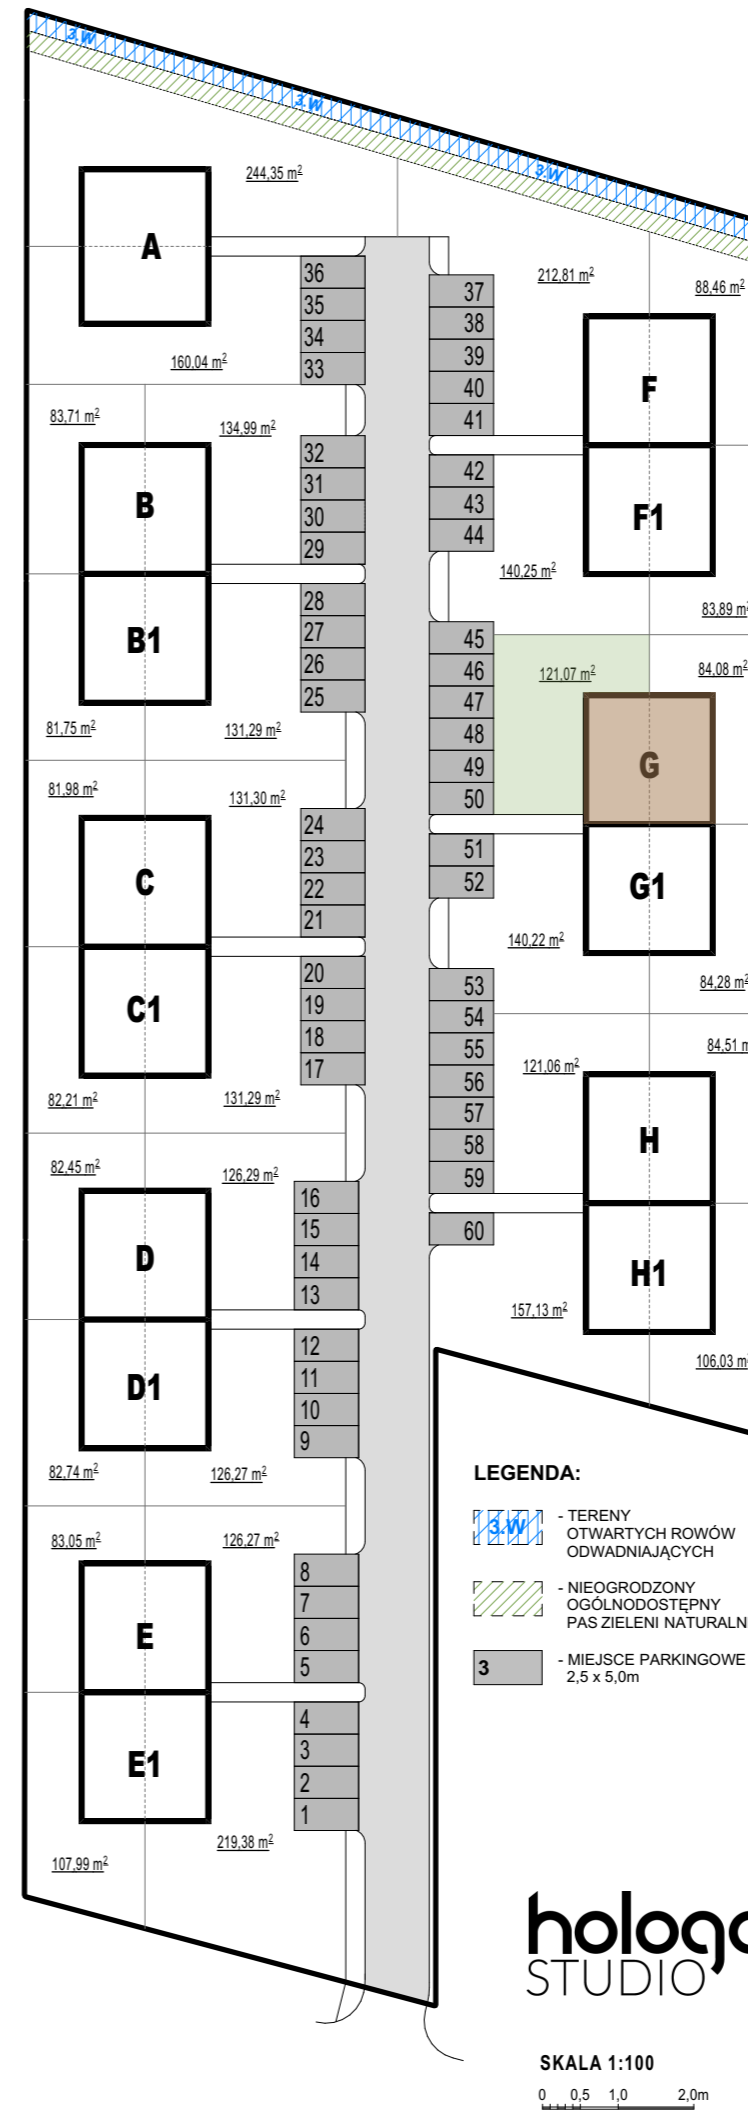 3.W
3.W
3.W
244,35 m²
A
36
35
34
33
160,04 m²
212,81 m²
88,46 m²
37
38
39
40
41
F
83,71 m²
134,99 m²
B
32
31
30
29
42
43
44
F1
140,25 m²
83,89 m²
B1
28
27
26
25
81,75 m²
131,29 m²
45
46
47
48
49
50
121,07 m²
84,08 m²
G
81,98 m²
131,30 m²
C
24
23
22
21
51
52
G1
140,22 m²
84,28 m²
C1
20
19
18
17
82,21 m²
131,29 m²
53
54
55
56
57
58
59
121,06 m²
84,51 m
H
82,45 m²
126,29 m²
D
16
15
14
13
60
H1
157,13 m²
106,03 m²
D1
12
11
10
9
82,74 m²
126,27 m²
83,05 m²
126,27 m²
E
8
7
6
5
E1
4
3
2
1
219,38 m²
107,99 m²
LEGENDA:
3.W - TERENY
OTWARTYCH ROWÓW
ODWADNIAJĄCYCH
- NIEOGRODZONY
OGÓLNODOSTĘPNY
PAS ZIELENI NATURALN
3 - MIEJSCE PARKINGOWE
2,5 x 5,0m
STUDIO
SKALA 1:100
0 0,5 1,0 2,0m